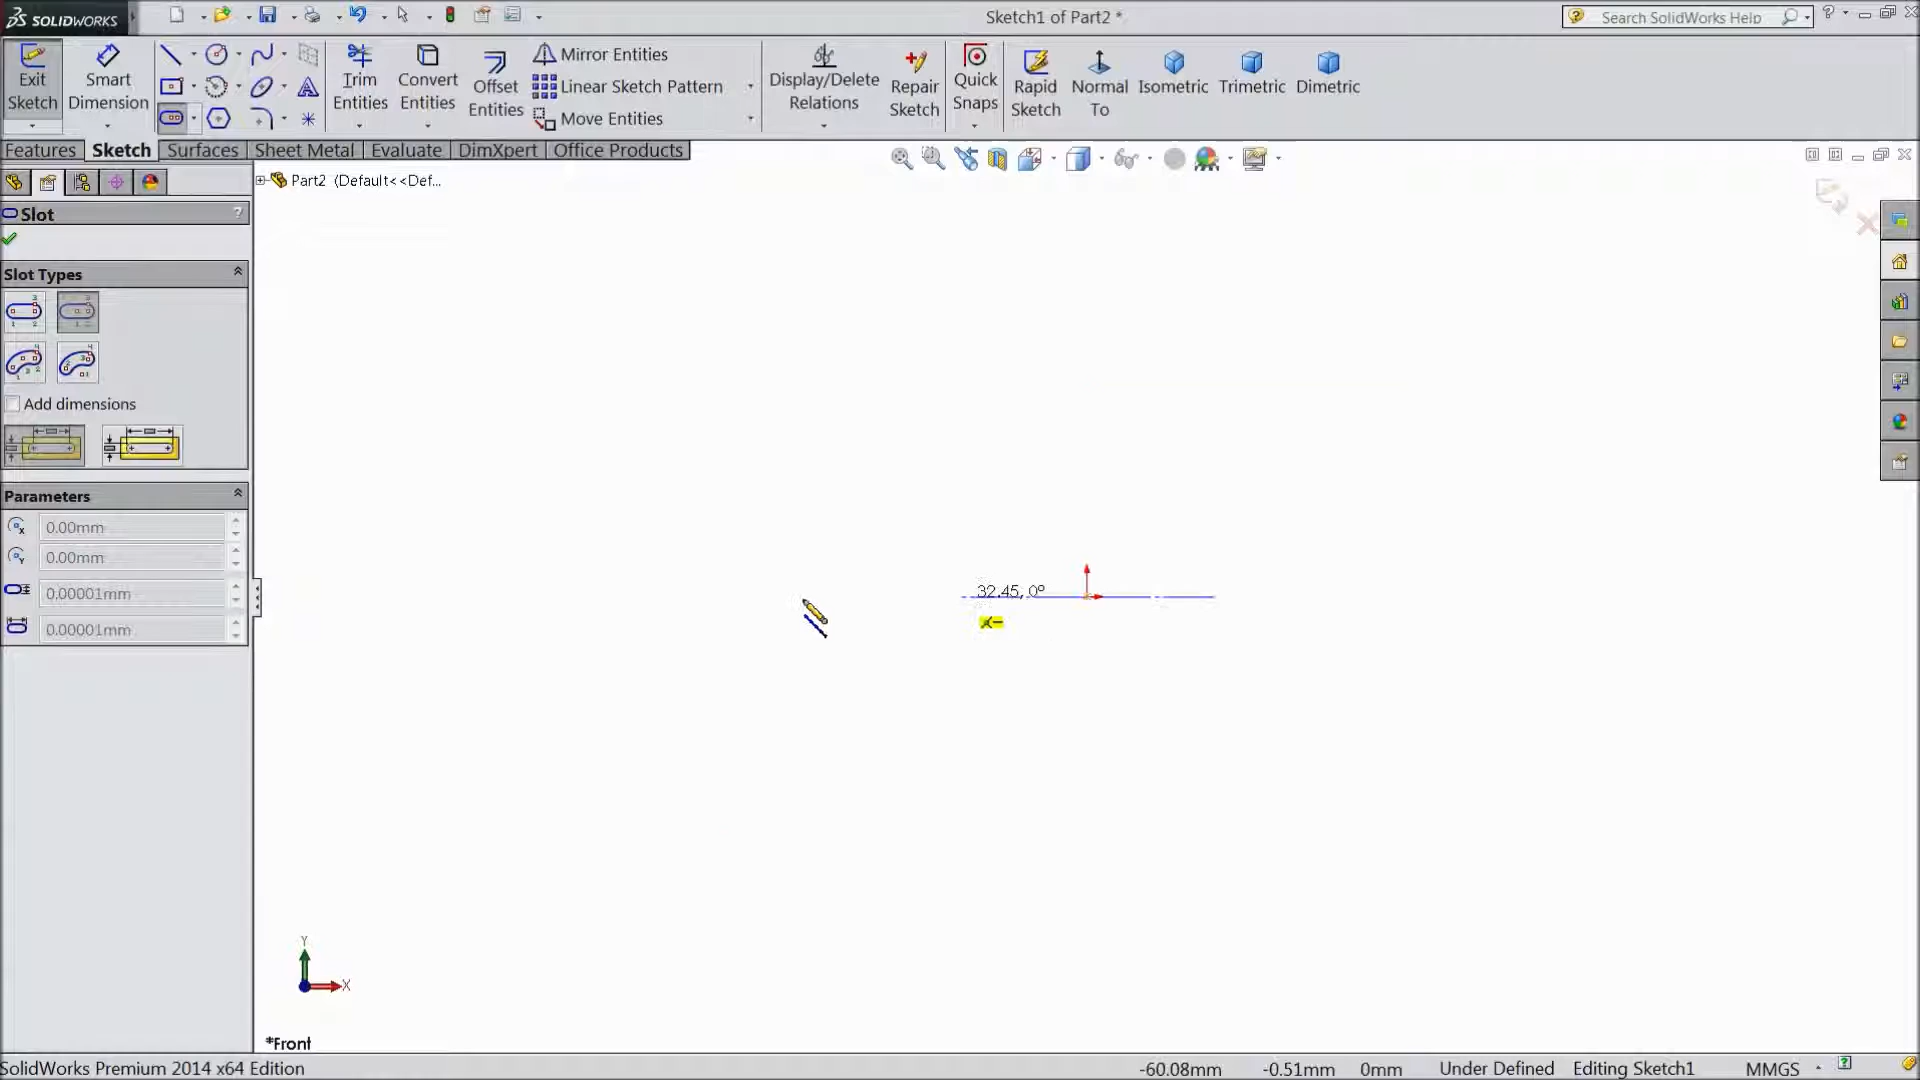 SOLIDWORKS
Sketch1 of Part2 *
Search SolidWorks Help
Exit Sketch
Smart Dimension
Trim Entities
Convert Entities
Offset Entities
Mirror Entities
Linear Sketch Pattern
Move Entities
Display/Delete Relations
Repair Sketch
Quick Snaps
Rapid Sketch
Normal To
Isometric
Trimetric
Dimetric
Features
Sketch
Surfaces
Sheet Metal
Evaluate
DimXpert
Office Products
Part2 (Default<<Def...
Slot
?
Slot Types
Add dimensions
Parameters
0.00mm
0.00mm
0.00001mm
0.00001mm
32.45, 0°
Y
X
*Front
SolidWorks Premium 2014 x64 Edition
-60.08mm
-0.51mm
0mm
Under Defined
Editing Sketch1
MMGS